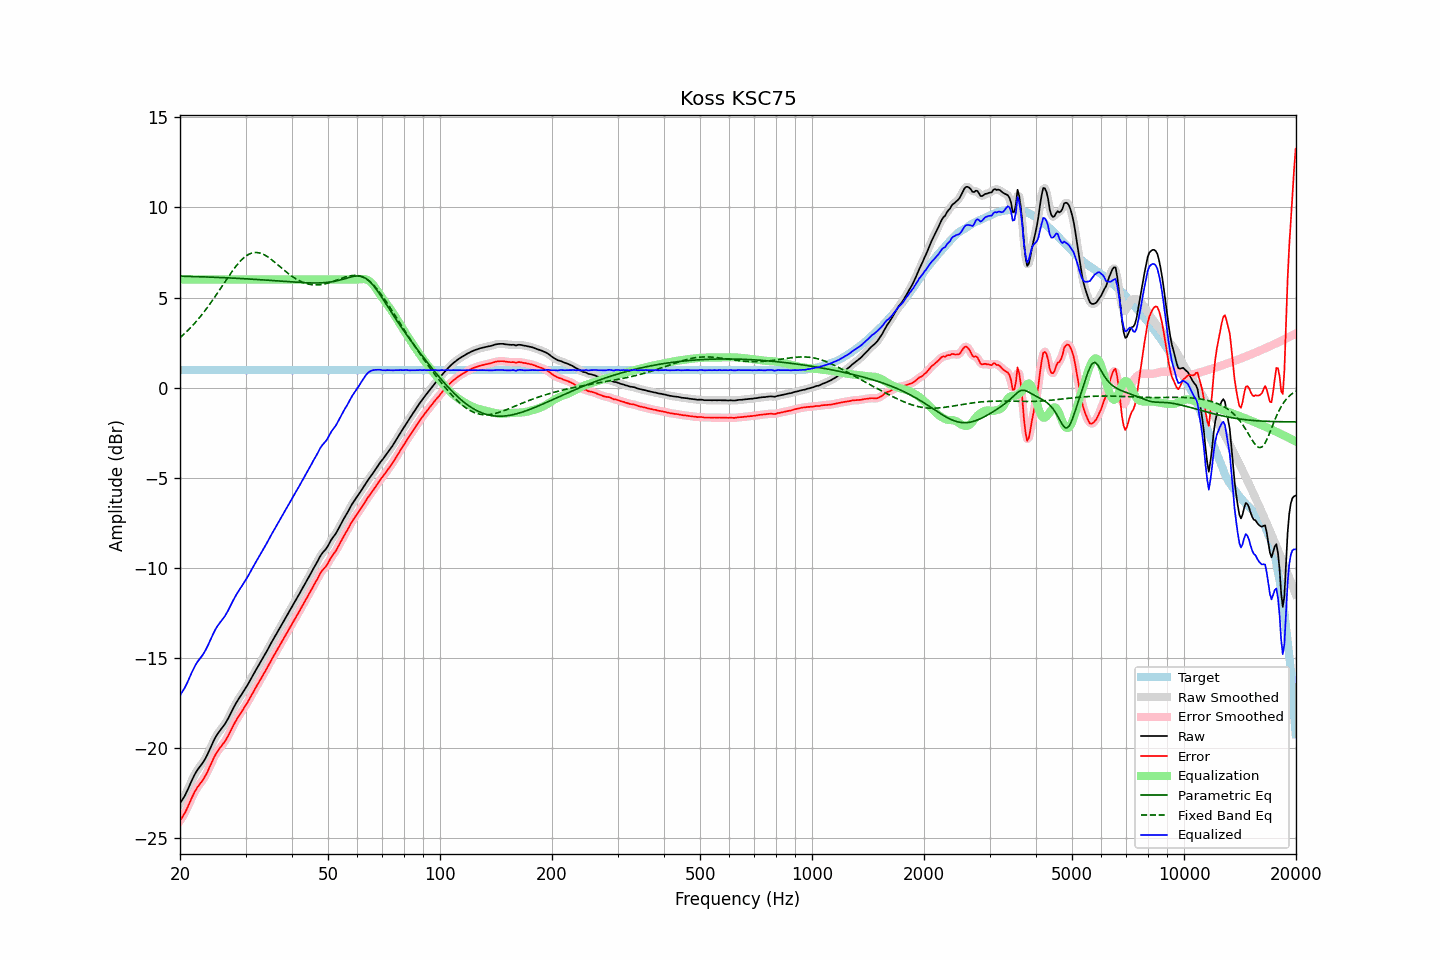 Koss KSC75
15
10
5
0
−5
−10
−15
−20
−25
Amplitude (dBr)
20
50
100
200
500
1000
2000
5000
10000
20000
Frequency (Hz)
Target
Raw Smoothed
Error Smoothed
Raw
Error
Equalization
Parametric Eq
Fixed Band Eq
Equalized